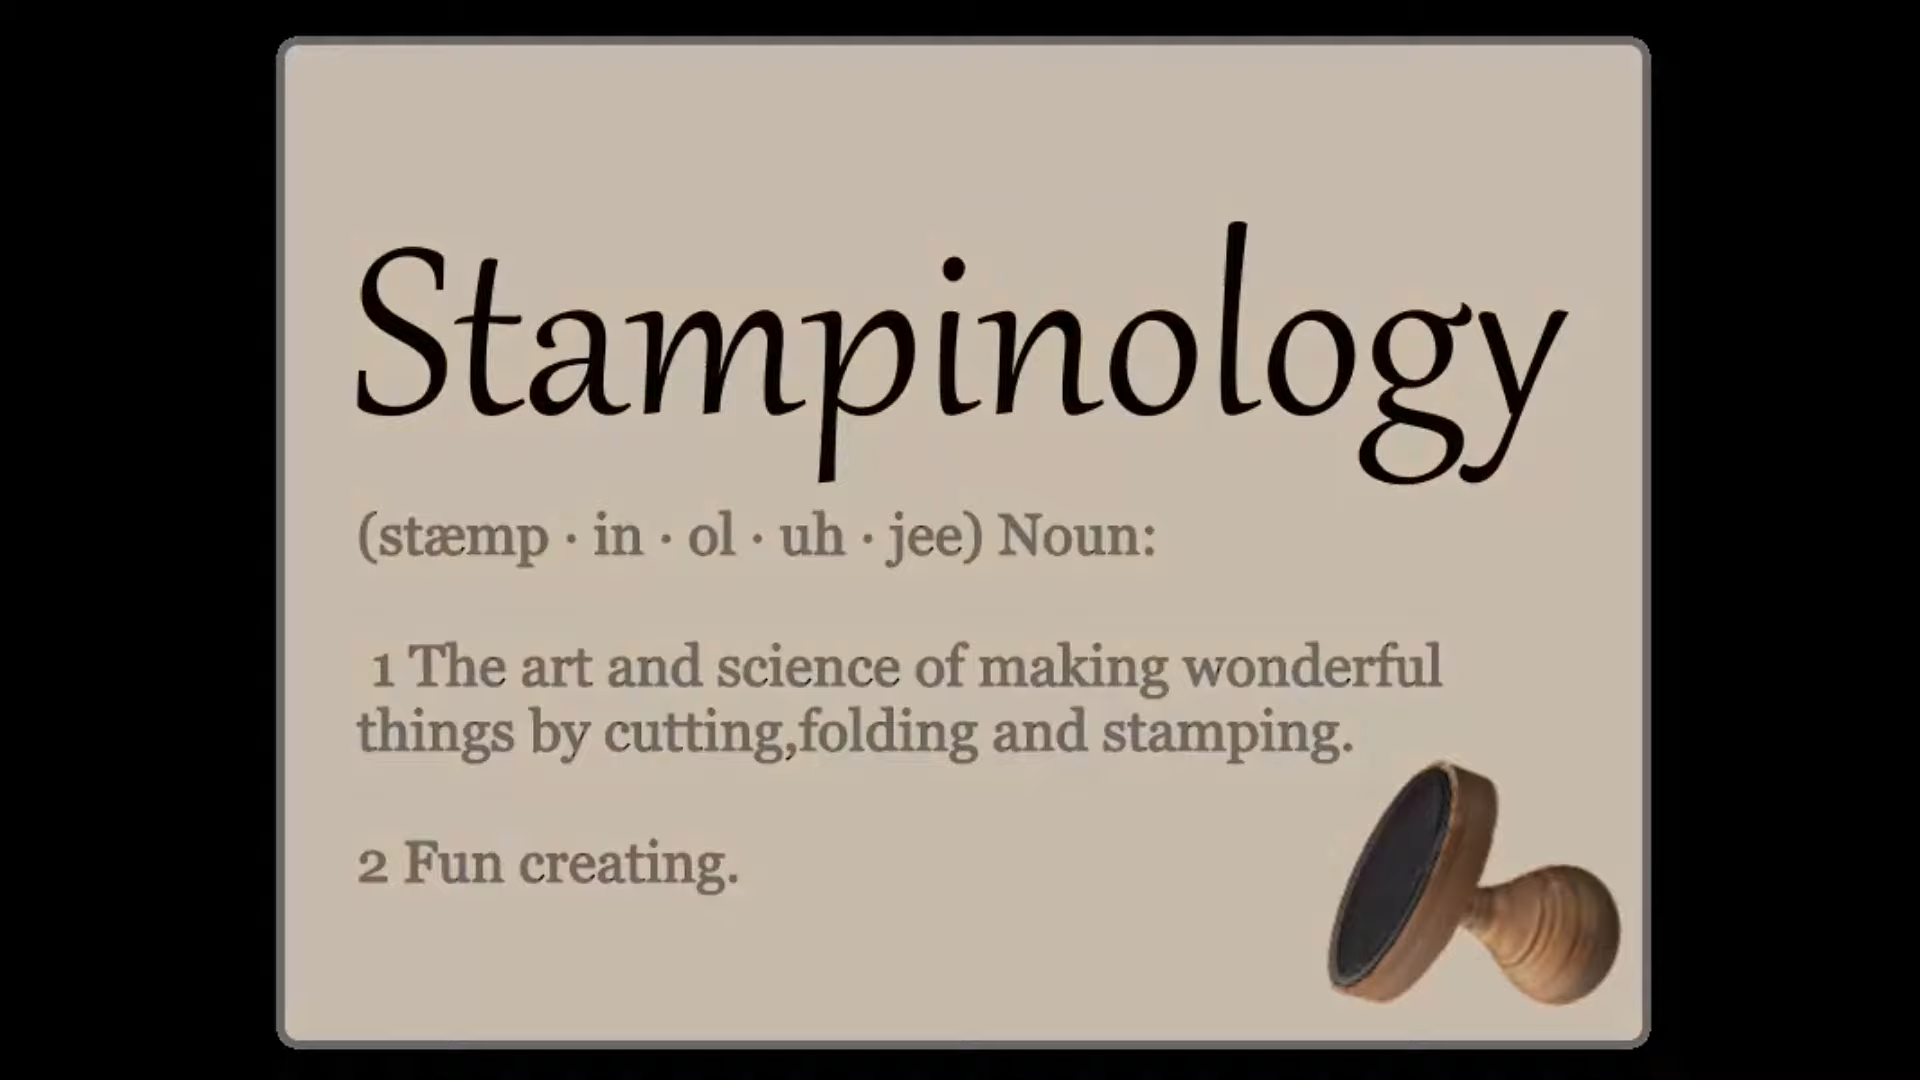 Stampinology
(stæmp · in · ol · uh · jee) Noun:
1 The art and science of making wonderful
things by cutting,folding and stamping.
2 Fun creating.